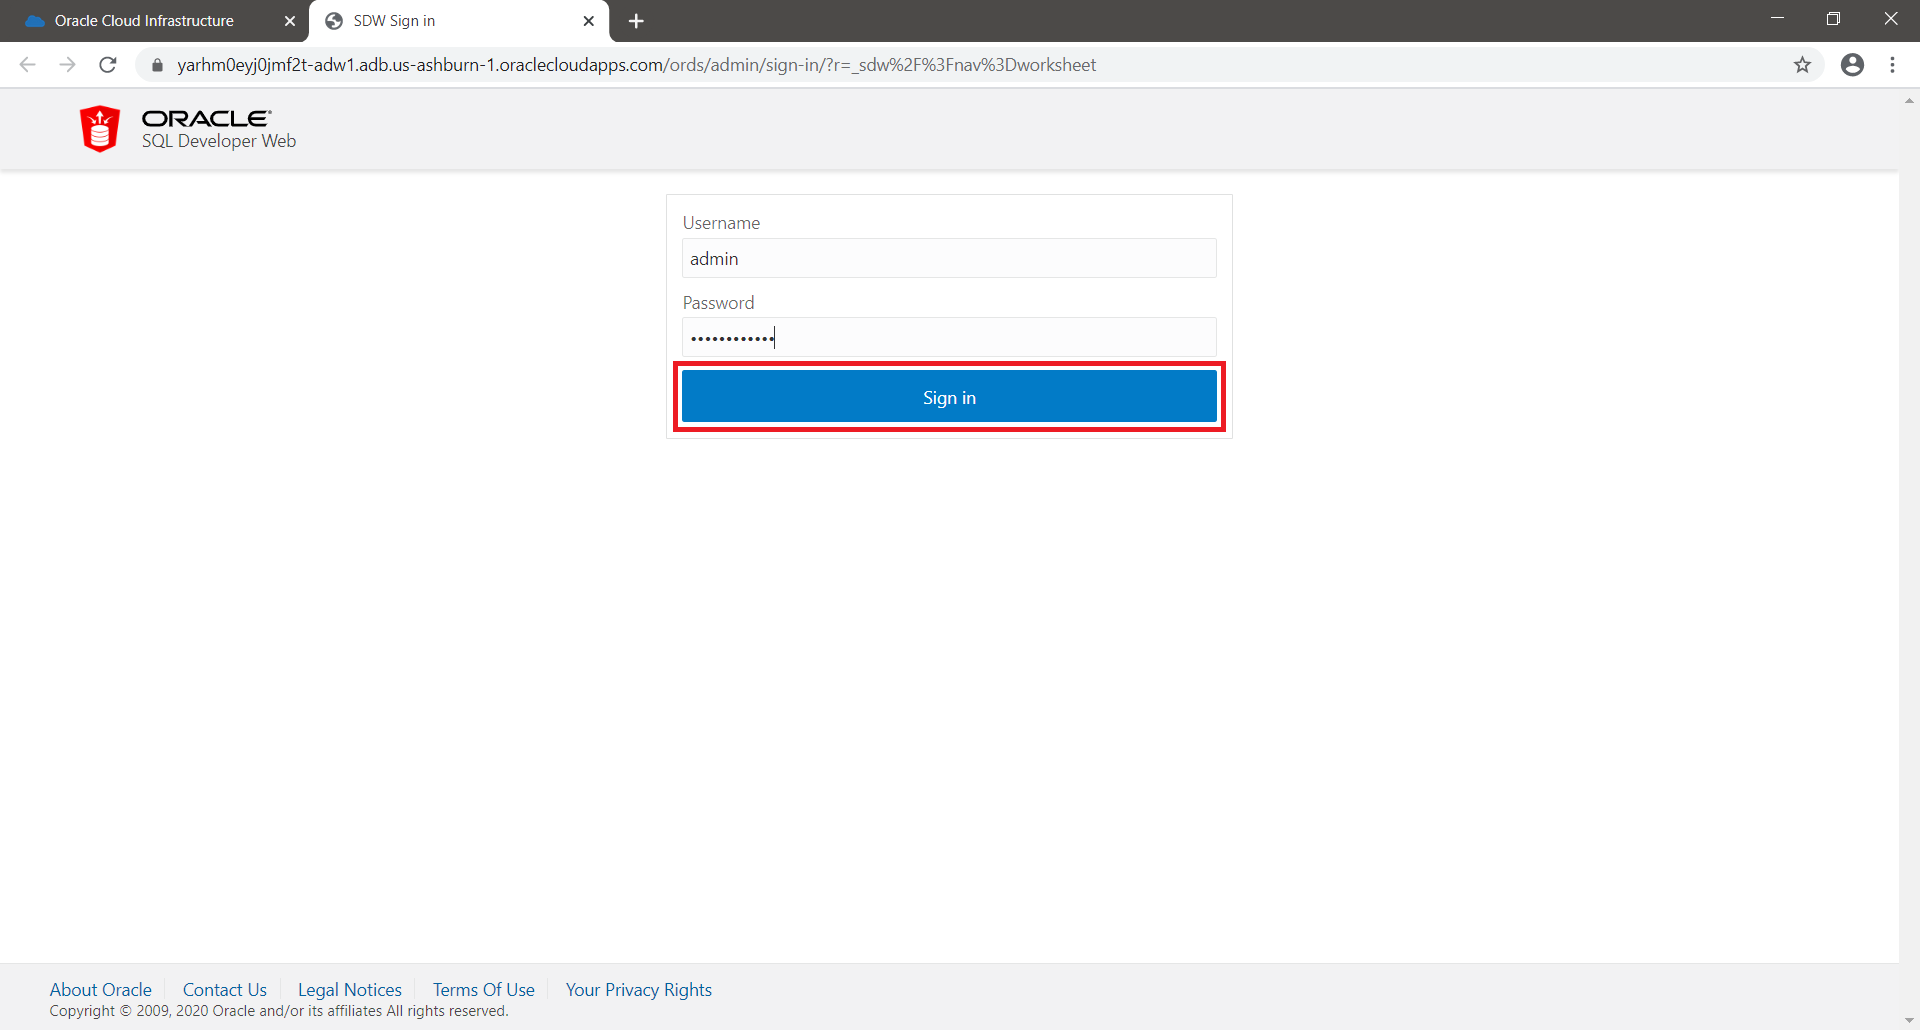 Oracle Cloud Infrastructure
SDW Sign in
yarhm0eyj0jmf2t-adw1.adb.us-ashburn-1.oraclecloudapps.com/ords/admin/sign-in/?r=_sdw%2F%3Fnav%3Dworksheet
ORACLE®
SQL Developer Web
Username
admin
Password
••••••••••••
Sign in
About Oracle Contact Us Legal Notices Terms Of Use Your Privacy Rights
Copyright © 2009, 2020 Oracle and/or its affiliates All rights reserved.